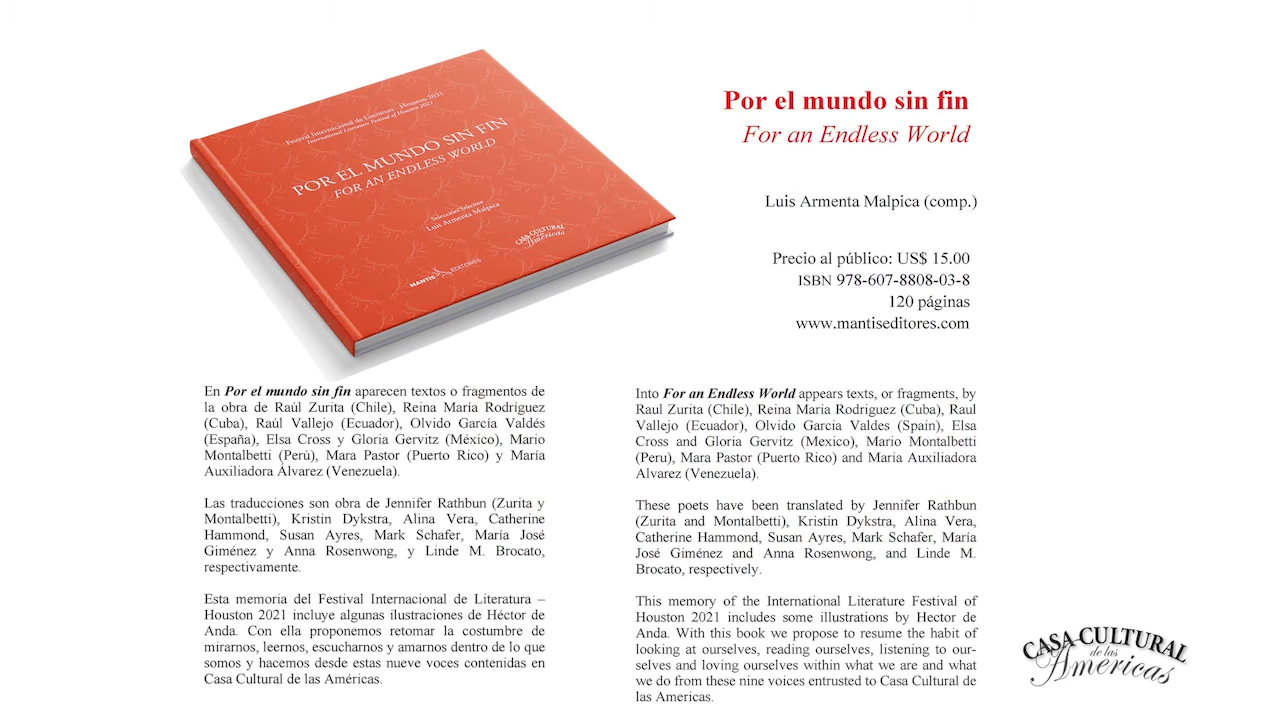 Festival Internacional de Literatura - Houston 2021
International Literature Festival of Houston 2021
POR EL MUNDO SIN FIN
FOR AN ENDLESS WORLD
Selección/Selection
Luis Armenta Malpica
CASA CULTURAL
de las
Américas
MANTIS EDITORES
Por el mundo sin fin
For an Endless World
Luis Armenta Malpica (comp.)
Precio al público: US$ 15.00
ISBN 978-607-8808-03-8
120 páginas
www.mantiseditores.com
En Por el mundo sin fin aparecen textos o fragmentos de
la obra de Raúl Zurita (Chile), Reina María Rodríguez
(Cuba), Raúl Vallejo (Ecuador), Olvido García Valdés
(España), Elsa Cross y Gloria Gervitz (México), Mario
Montalbetti (Perú), Mara Pastor (Puerto Rico) y María
Auxiliadora Álvarez (Venezuela).
Las traducciones son obra de Jennifer Rathbun (Zurita y
Montalbetti), Kristin Dykstra, Alina Vera, Catherine
Hammond, Susan Ayres, Mark Schafer, María José
Giménez y Anna Rosenwong, y Linde M. Brocato,
respectivamente.
Esta memoria del Festival Internacional de Literatura –
Houston 2021 incluye algunas ilustraciones de Héctor de
Anda. Con ella proponemos retomar la costumbre de
mirarnos, leernos, escucharnos y amarnos dentro de lo que
somos y hacemos desde estas nueve voces contenidas en
Casa Cultural de las Américas.
Into For an Endless World appears texts, or fragments, by
Raul Zurita (Chile), Reina Maria Rodriguez (Cuba), Raul
Vallejo (Ecuador), Olvido Garcia Valdes (Spain), Elsa
Cross and Gloria Gervitz (Mexico), Mario Montalbetti
(Peru), Mara Pastor (Puerto Rico) and Maria Auxiliadora
Alvarez (Venezuela).
These poets have been translated by Jennifer Rathbun
(Zurita and Montalbetti), Kristin Dykstra, Alina Vera,
Catherine Hammond, Susan Ayres, Mark Schafer, María
José Giménez and Anna Rosenwong, and Linde M.
Brocato, respectively.
This memory of the International Literature Festival of
Houston 2021 includes some illustrations by Hector de
Anda. With this book we propose to resume the habit of
looking at ourselves, reading ourselves, listening to our-
selves and loving ourselves within what we are and what
we do from these nine voices entrusted to Casa Cultural de
las Americas.
CASA CULTURAL
de las
Américas